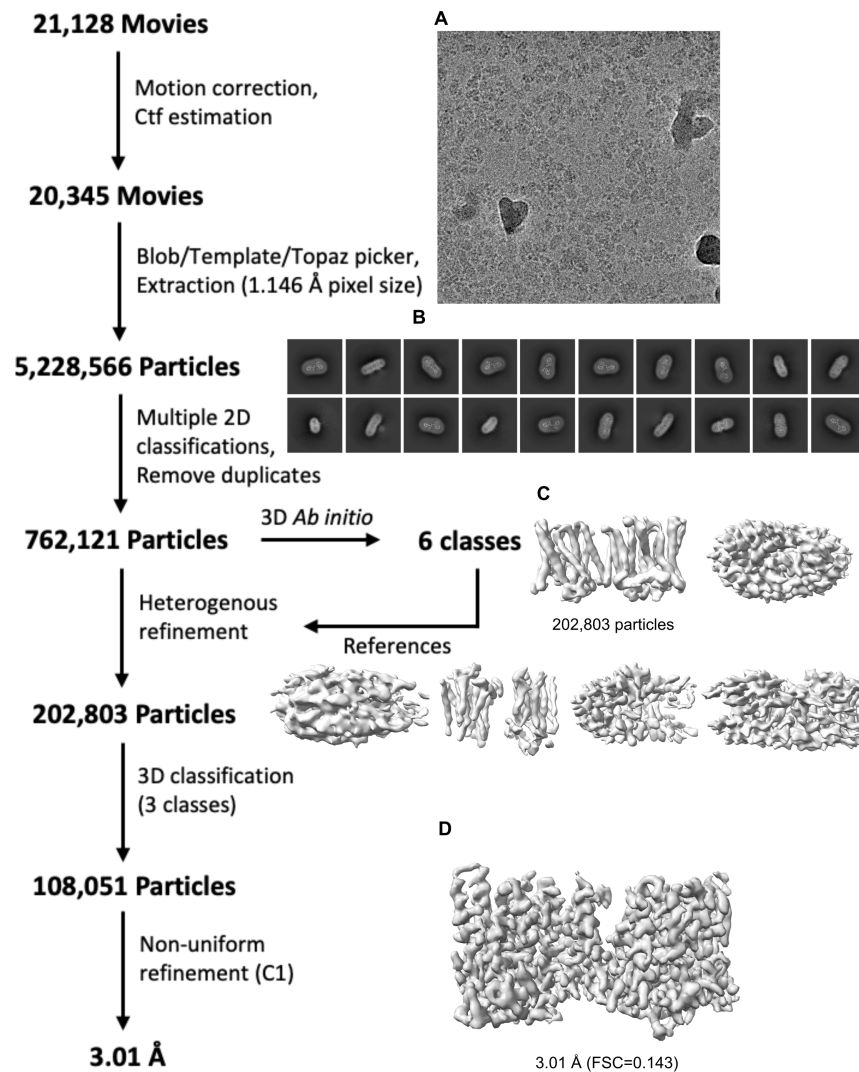 21,128 Movies
A
Motion correction,
Ctf estimation
20,345 Movies
Blob/Template/Topaz picker,
Extraction (1.146 Å pixel size)
B
5,228,566 Particles
Multiple 2D
classifications,
Remove duplicates
C
762,121 Particles
3D Ab initio
6 classes
202,803 particles
Heterogenous
refinement
References
202,803 Particles
3D classification
(3 classes)
D
108,051 Particles
Non-uniform
refinement (C1)
3.01 Å
3.01 Å (FSC=0.143)